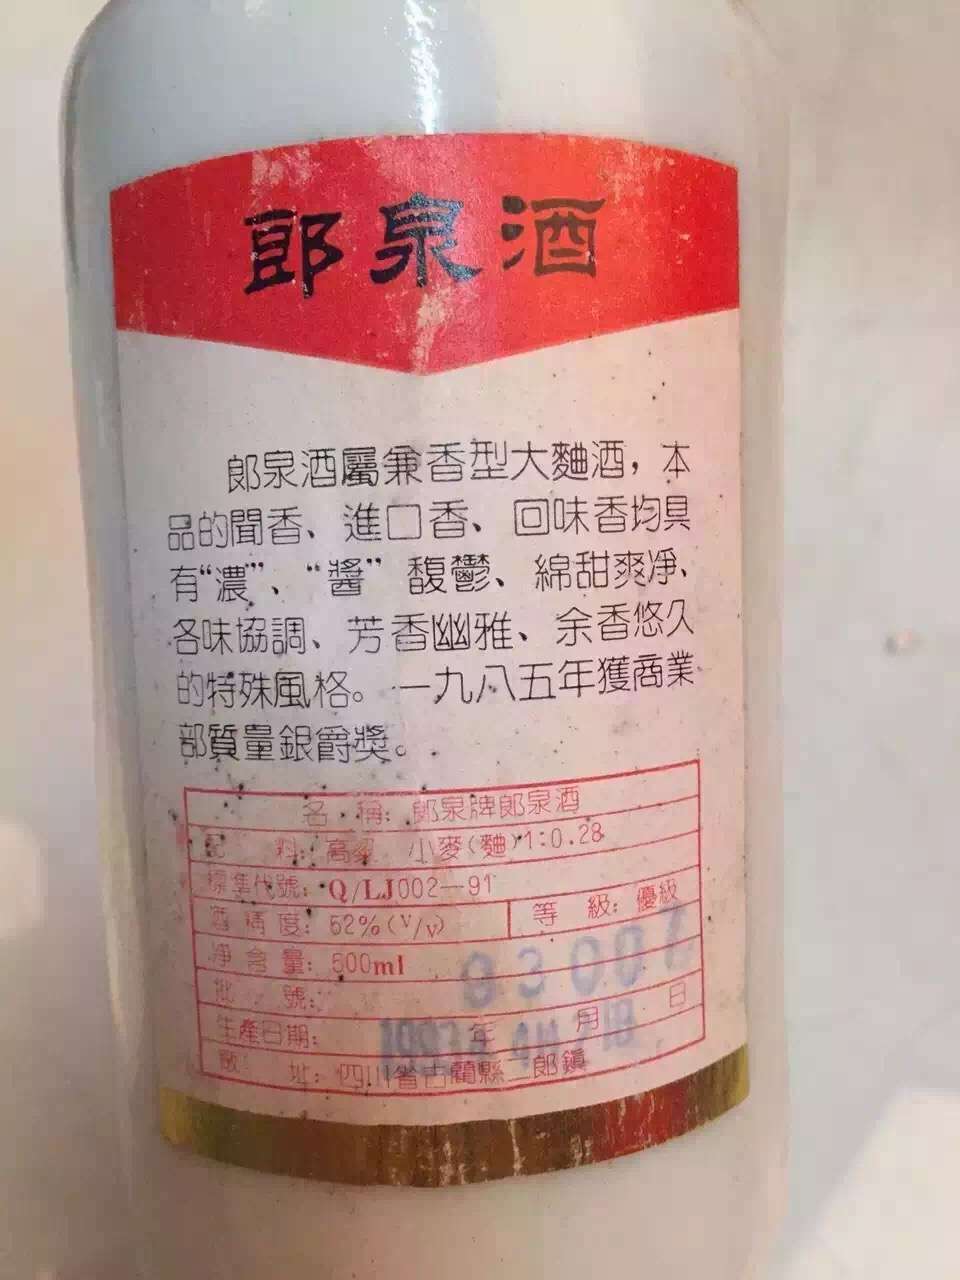 郎泉酒
郎泉酒屬兼香型大麯酒，本
品的聞香、進口香、回味香均具
有“濃”、“醬”馥鬱、綿甜爽凈、
各味協調、芳香幽雅、余香悠久
的特殊風格。一九八五年獲商業
部質量銀爵獎。
名 稱：郎泉牌郎泉酒
配 料：高粱 小麥(麯)1:0.28
標準代號：Q/LJ002—91
酒精度：52%(V/V) 等 級：優級
净含量：500ml
批 號：
生產日期： 年 月 日
廠 址：四川省古藺縣二郎鎮